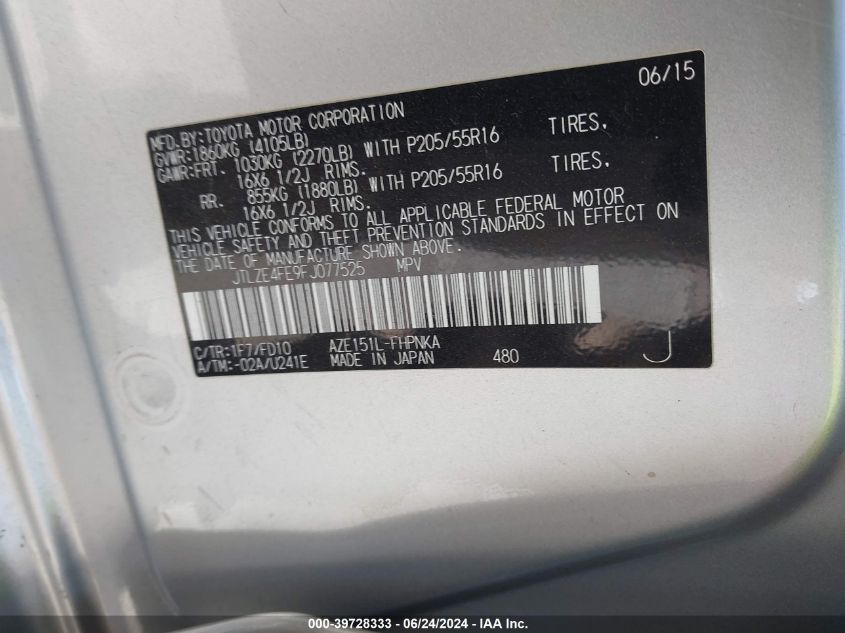 06/15
MFD.BY:TOYOTA MOTOR CORPORATION
GVWR:1860KG (4105LB)
GAWR:FRT. 1030KG (2270LB) WITH P205/55R16 TIRES,
16X6 1/2J RIMS.
RR. 855KG (1880LB) WITH P205/55R16 TIRES,
16X6 1/2J RIMS.
THIS VEHICLE CONFORMS TO ALL APPLICABLE FEDERAL MOTOR
VEHICLE SAFETY AND THEFT PREVENTION STANDARDS IN EFFECT ON
THE DATE OF MANUFACTURE SHOWN ABOVE.
JTLZE4FE9FJ077525 MPV
C/TR:1F7/FD10 AZE151L-FHPNKA
A/TM:-02A/U241E MADE IN JAPAN 480 J
000-39728333 - 06/24/2024 - IAA Inc.